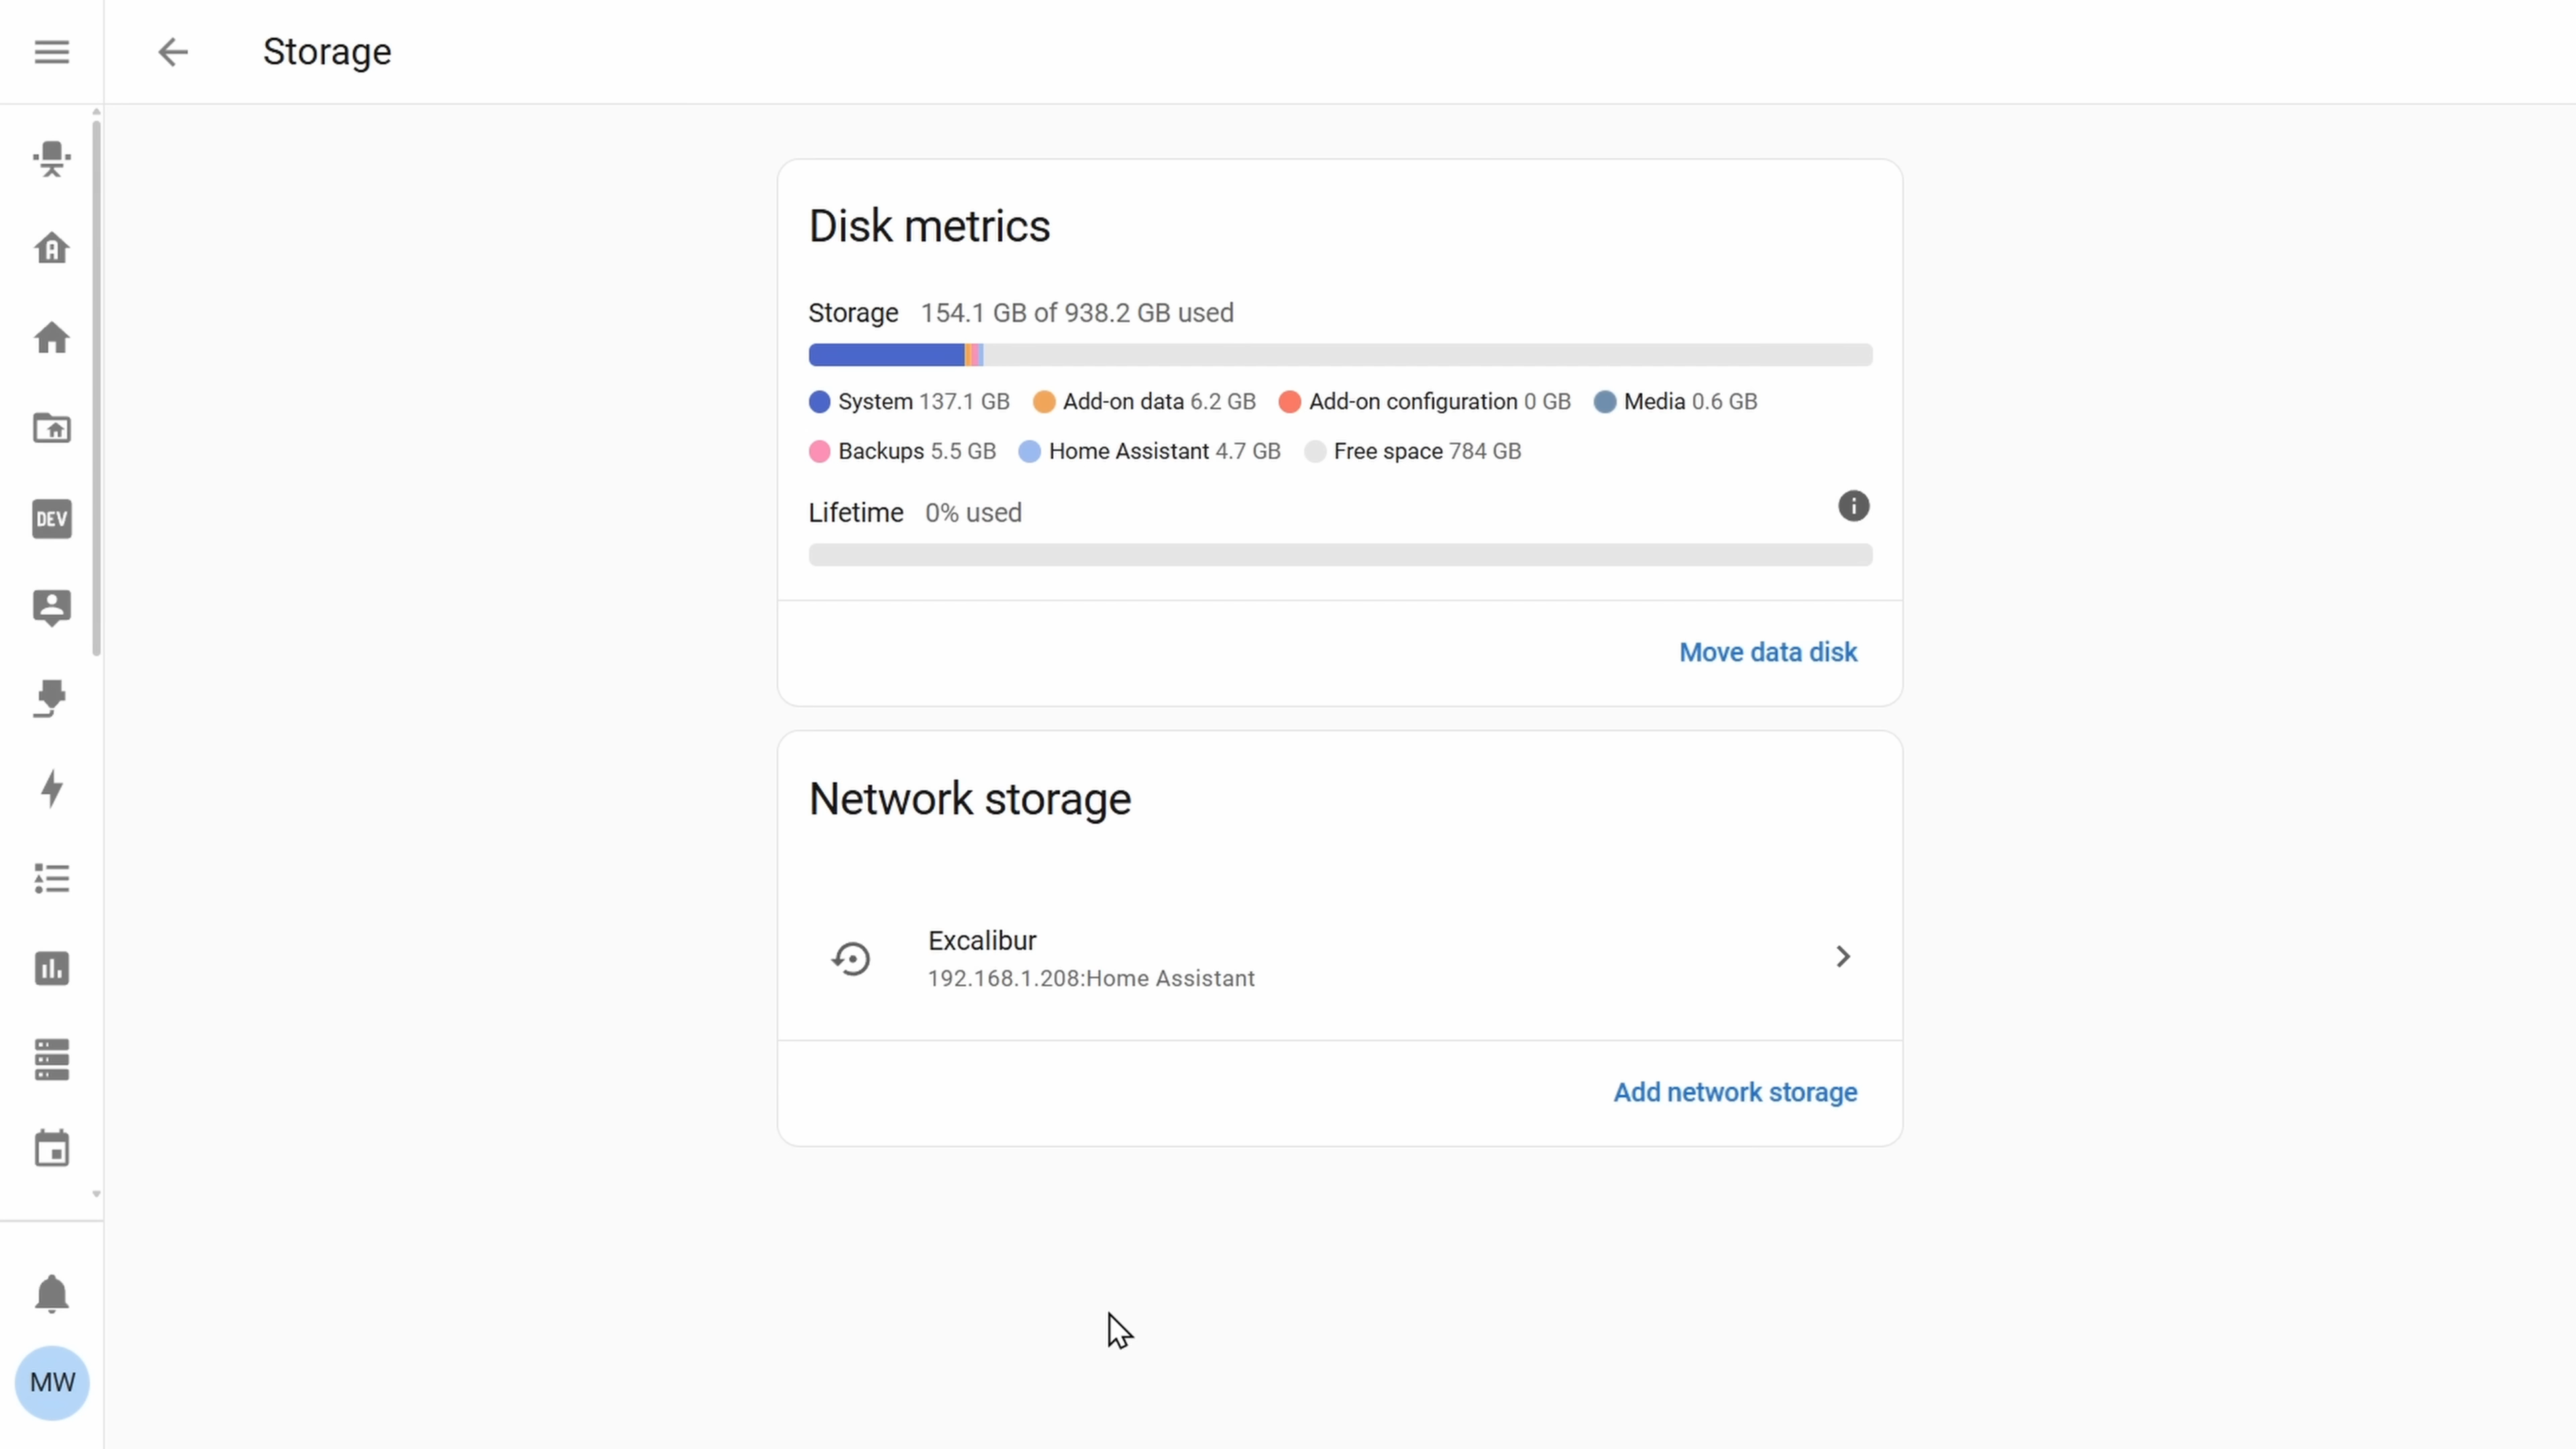 Storage
Disk metrics
Storage 154.1 GB of 938.2 GB used
System 137.1 GB Add-on data 6.2 GB Add-on configuration 0 GB Media 0.6 GB
Backups 5.5 GB Home Assistant 4.7 GB Free space 784 GB
Lifetime 0% used
DEV
Move data disk
Network storage
Excalibur
192.168.1.208:Home Assistant
Add network storage
MW